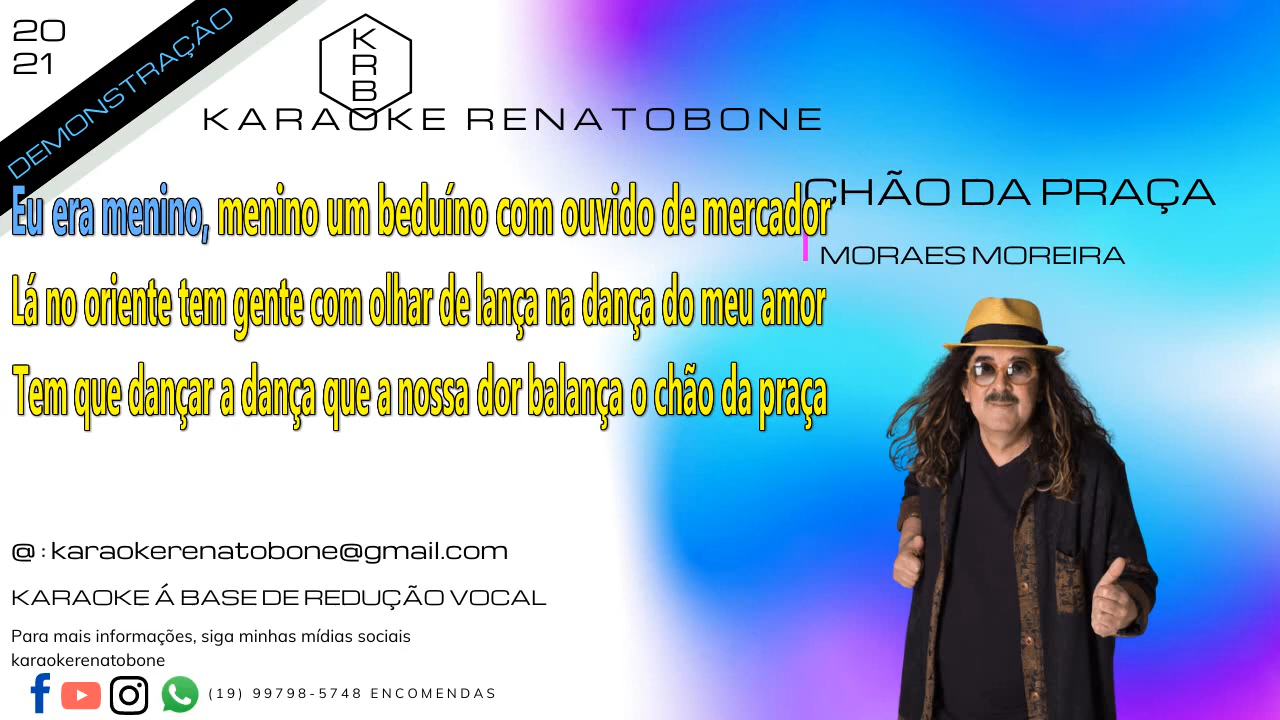 20
21
DEMONSTRAÇÃO
K
R
B
KARAOKE RENATOBONE
CHÃO DA PRAÇA
MORAES MOREIRA
Eu era menino, menino um beduíno com ouvido de mercador
Lá no oriente tem gente com olhar de lança na dança do meu amor
Tem que dançar a dança que a nossa dor balança o chão da praça
@ : karaokerenatobone@gmail.com
KARAOKE Á BASE DE REDUÇÃO VOCAL
Para mais informações, siga minhas mídias sociais
karaokerenatobone
(19) 99798-5748 ENCOMENDAS